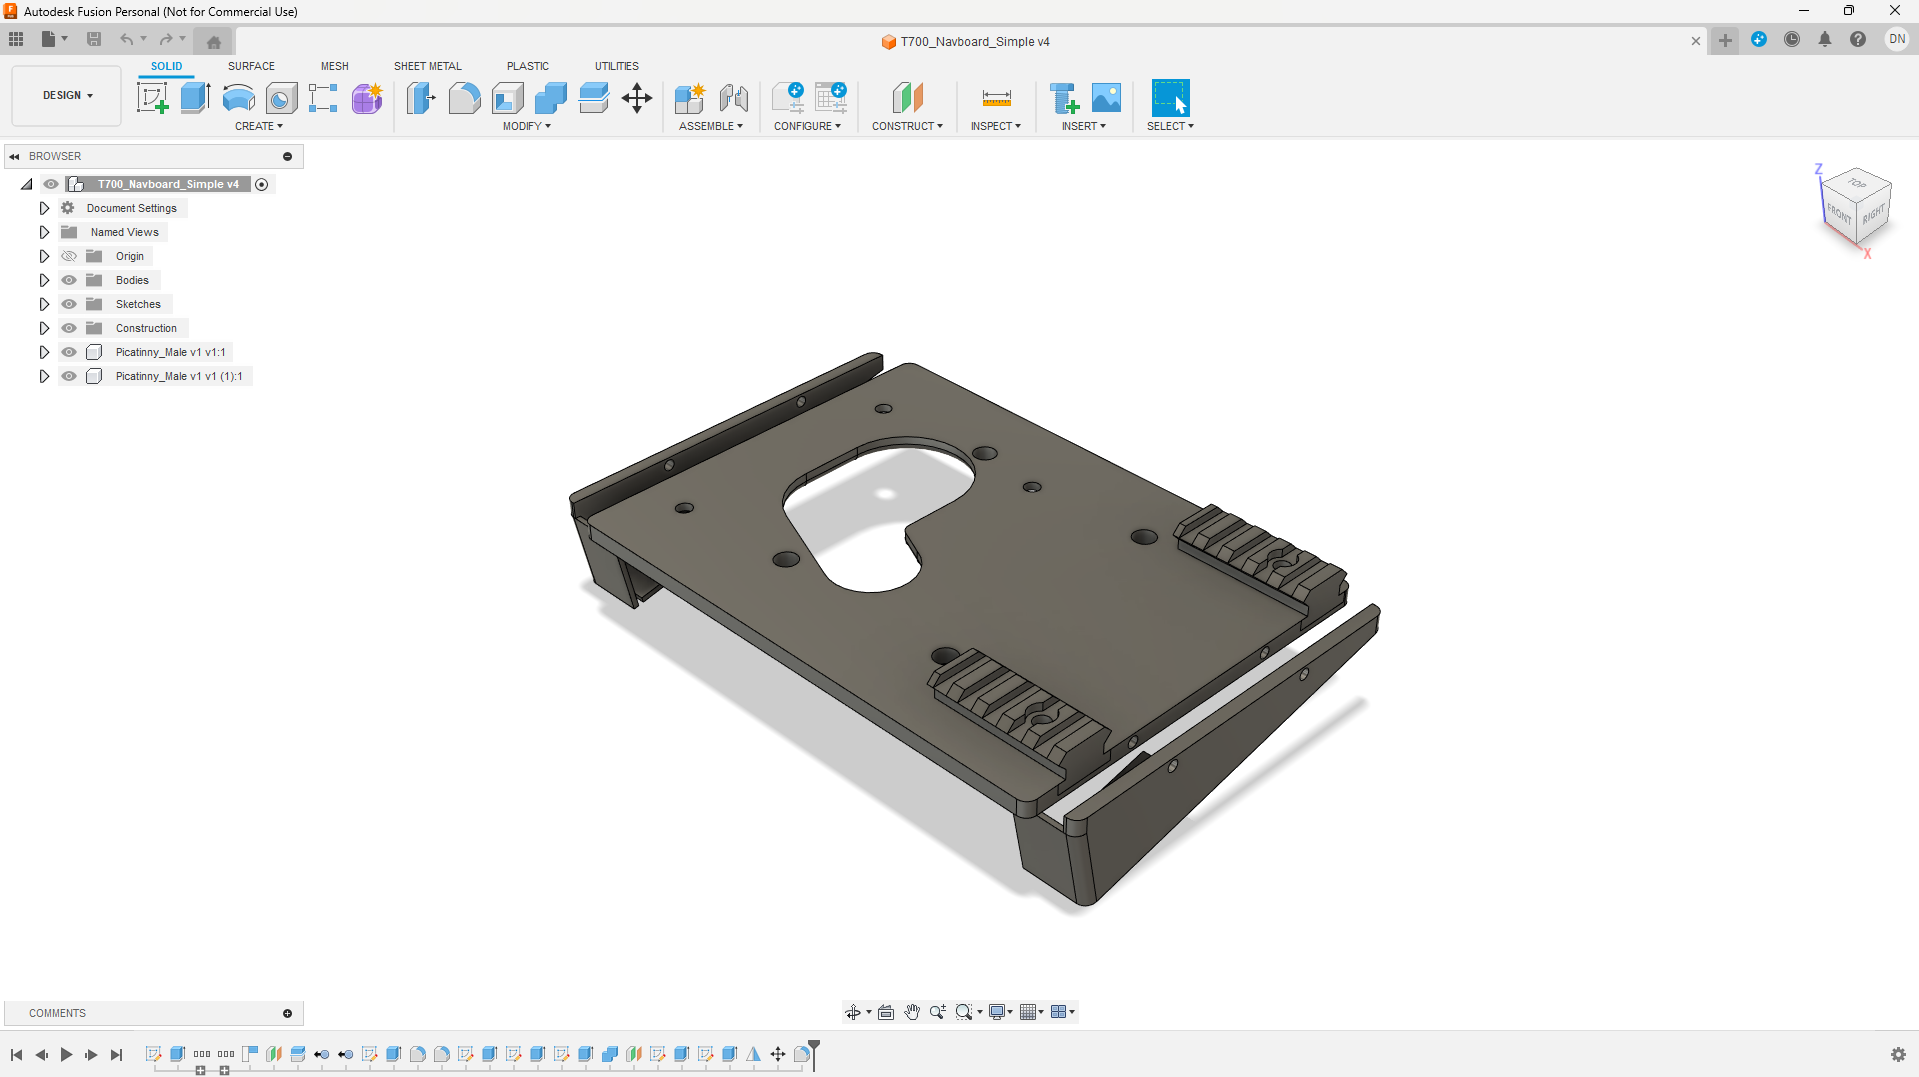 Autodesk Fusion Personal (Not for Commercial Use)
T700_Navboard_Simple v4
DN
DESIGN
SOLID
SURFACE
MESH
SHEET METAL
PLASTIC
UTILITIES
CREATE
MODIFY
ASSEMBLE
CONFIGURE
CONSTRUCT
INSPECT
INSERT
SELECT
BROWSER
T700_Navboard_Simple v4
Document Settings
Named Views
Origin
Bodies
Sketches
Construction
Picatinny_Male v1 v1:1
Picatinny_Male v1 v1 (1):1
Z
TOP
FRONT
RIGHT
X
COMMENTS